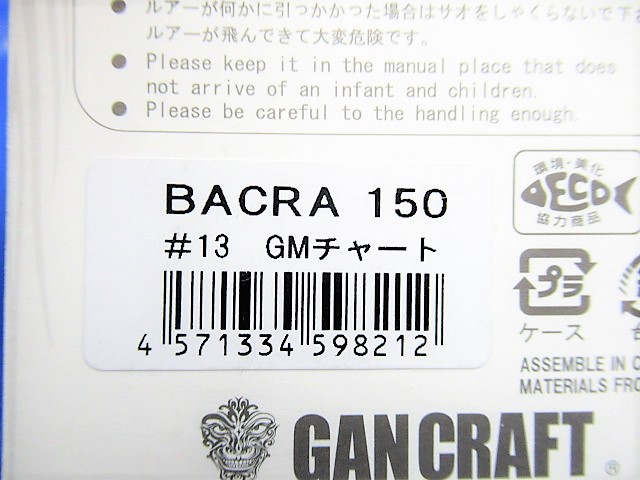 ● ルアーが何かに引っかかった場合はサオをしゃくらないで下
ルアーが飛んできて大変危険です。
● Please keep it in the manual place that does
not arrive of an infant and children.
● Please be careful to the handling enough.
BACRA 150
#13 GMチャート
4 571334 598212
環境・美化
ECO
協力商品
プラ
ケース
ASSEMBLE IN
MATERIALS
GAN CRAFT ®